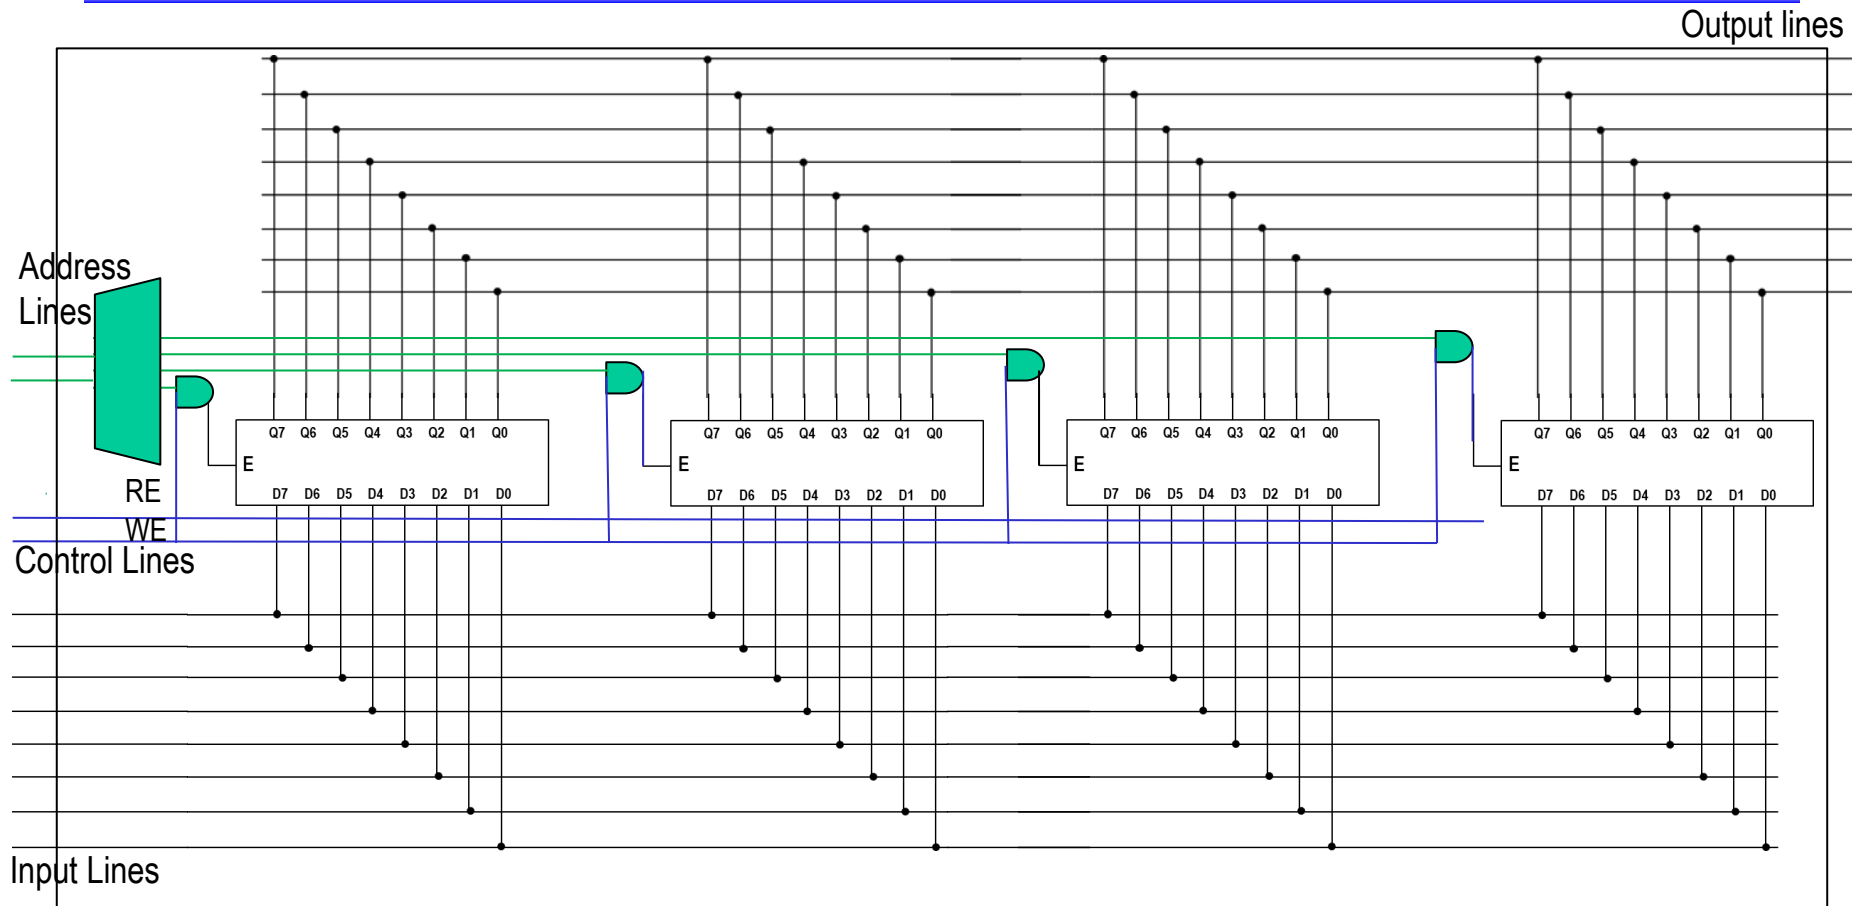 Output lines
Address
Lines
Q7 Q6 Q5 Q4 Q3 Q2 Q1 Q0
Q7 Q6 Q5 Q4 Q3 Q2 Q1 Q0
Q7 Q6 Q5 Q4 Q3 Q2 Q1 Q0
Q7 Q6 Q5 Q4 Q3 Q2 Q1 Q0
E
E
E
E
D7 D6 D5 D4 D3 D2 D1 D0
D7 D6 D5 D4 D3 D2 D1 D0
D7 D6 D5 D4 D3 D2 D1 D0
D7 D6 D5 D4 D3 D2 D1 D0
RE
WE
Control Lines
Input Lines